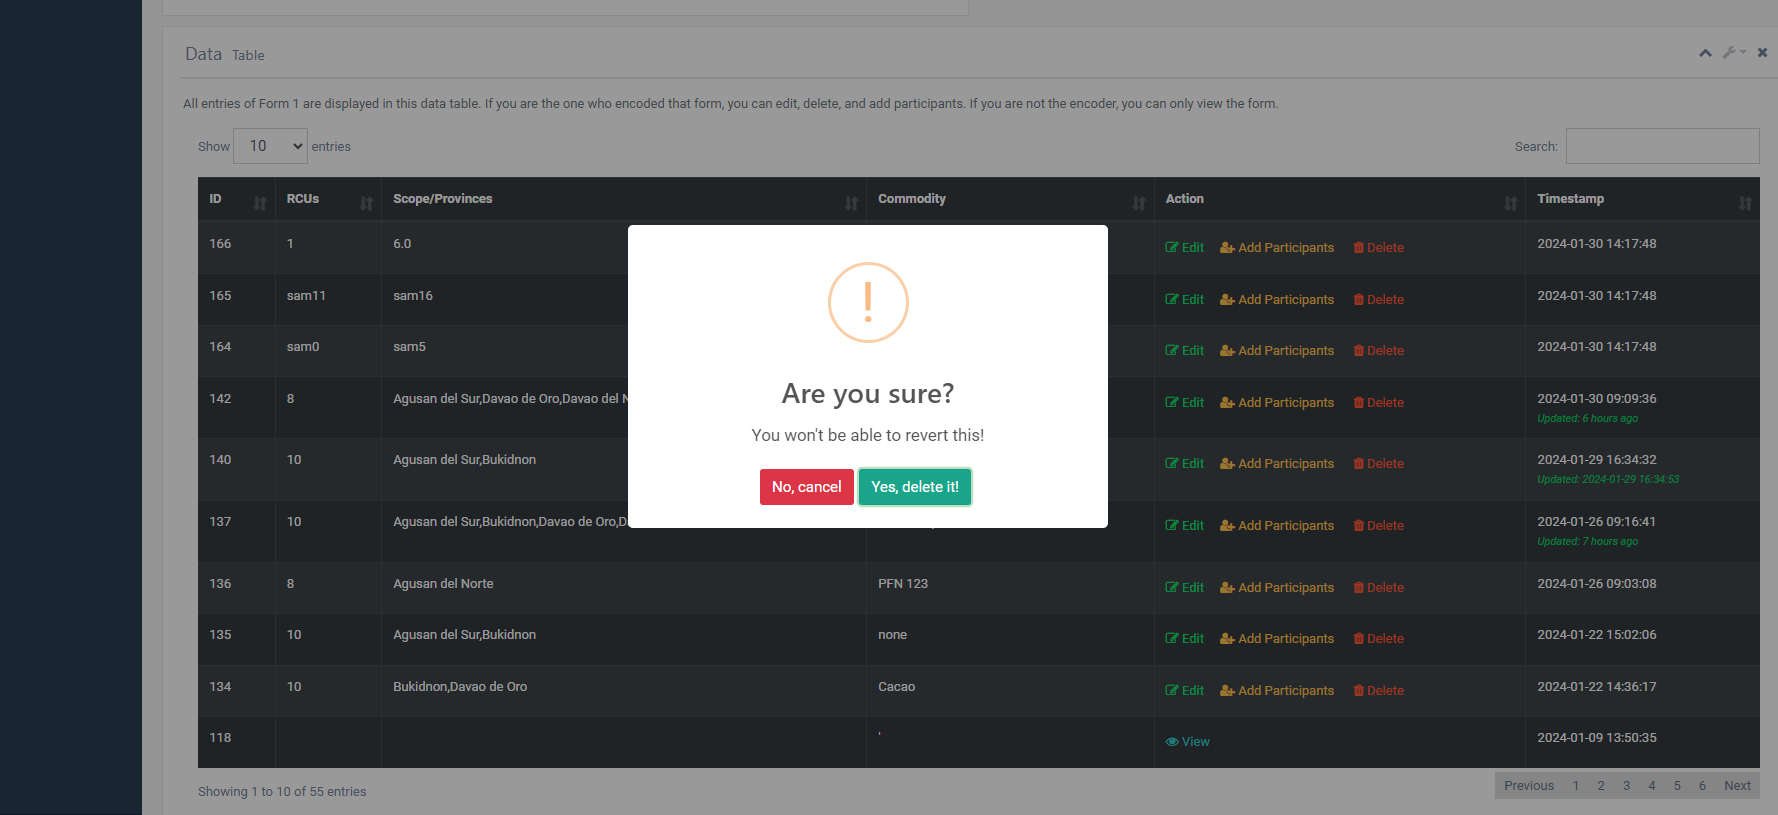 Data Table
All entries of Form 1 are displayed in this data table. If you are the one who encoded that form, you can edit, delete, and add participants. If you are not the encoder, you can only view the form.
Show 10 entries Search:
ID RCUs Scope/Provinces Commodity Action Timestamp
166 1 6.0 Edit Add Participants Delete 2024-01-30 14:17:48
165 sam11 sam16 Edit Add Participants Delete 2024-01-30 14:17:48
164 sam0 sam5 Edit Add Participants Delete 2024-01-30 14:17:48
142 8 Agusan del Sur,Davao de Oro,Davao del Edit Add Participants Delete 2024-01-30 09:09:36
Updated: 6 hours ago
140 10 Agusan del Sur,Bukidnon Edit Add Participants Delete 2024-01-29 16:34:32
Updated: 2024-01-29 16:34:53
137 10 Agusan del Sur,Bukidnon,Davao de Oro, Edit Add Participants Delete 2024-01-26 09:16:41
Updated: 7 hours ago
136 8 Agusan del Norte PFN 123 Edit Add Participants Delete 2024-01-26 09:03:08
135 10 Agusan del Sur,Bukidnon none Edit Add Participants Delete 2024-01-22 15:02:06
134 10 Bukidnon,Davao de Oro Cacao Edit Add Participants Delete 2024-01-22 14:36:17
118 ' View 2024-01-09 13:50:35
Showing 1 to 10 of 55 entries Previous 1 2 3 4 5 6 Next
!
Are you sure?
You won't be able to revert this!
No, cancel Yes, delete it!